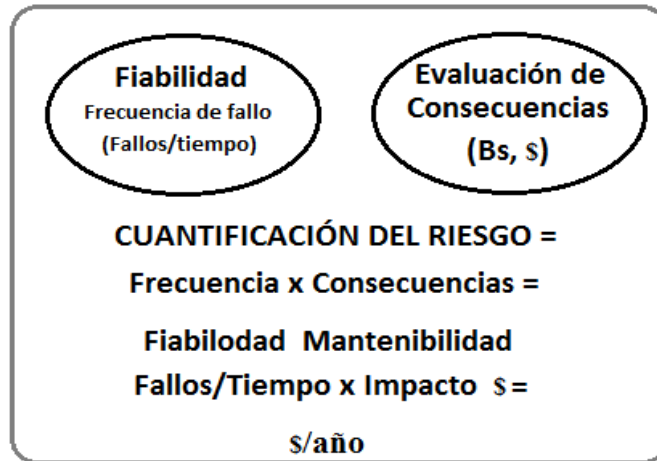 Fiabilidad
Frecuencia de fallo
(Fallos/tiempo)
Evaluación de
Consecuencias
(Bs, $)
CUANTIFICACIÓN DEL RIESGO =
Frecuencia x Consecuencias =
Fiabilodad Mantenibilidad
Fallos/Tiempo x Impacto $ =
$/año